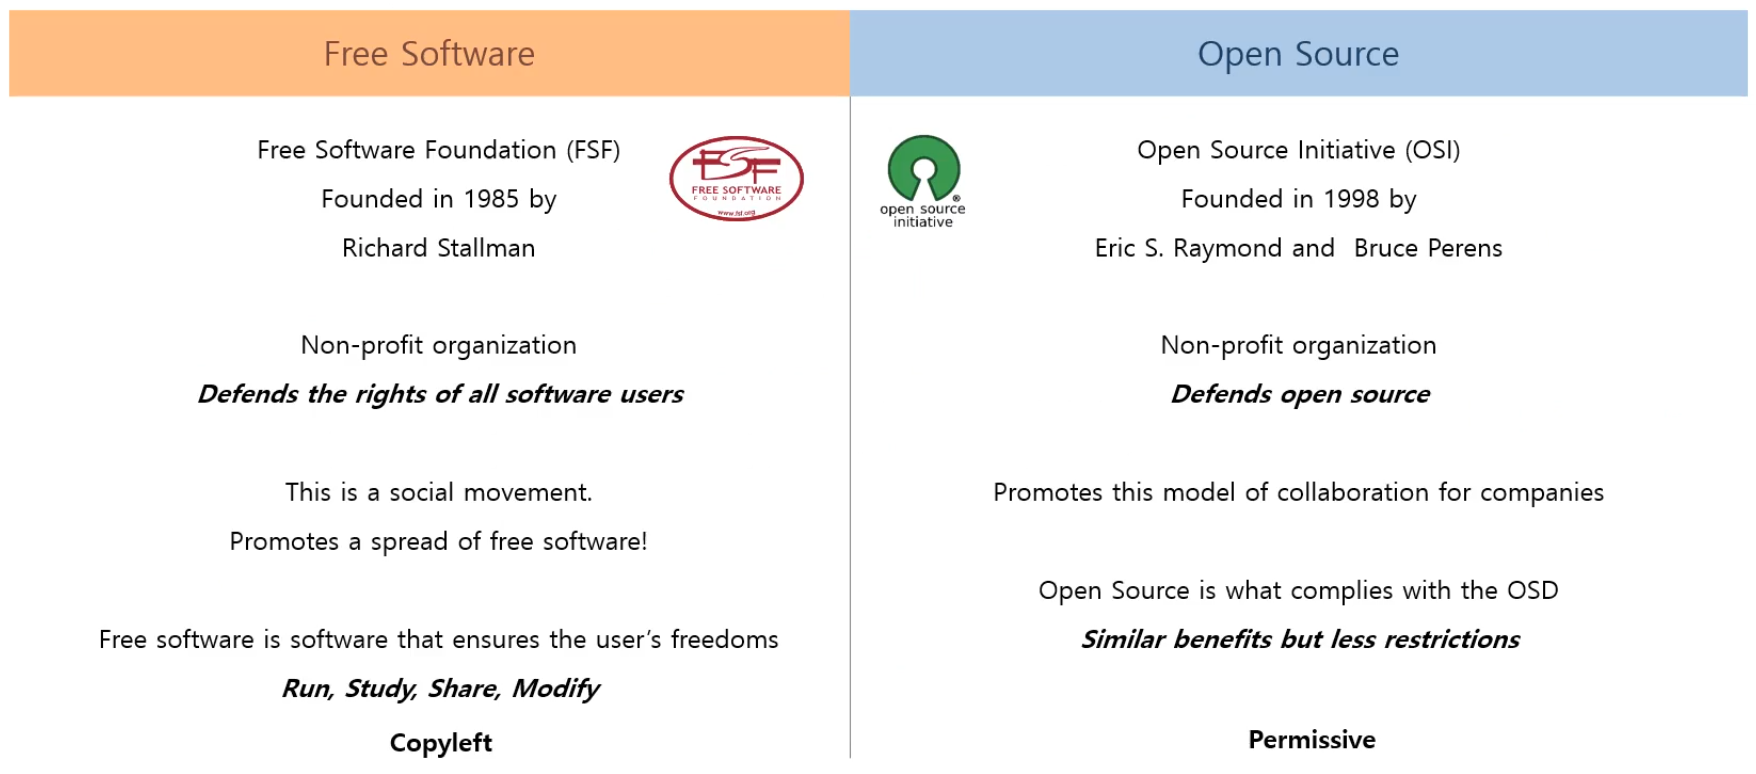 Free Software
Free Software Foundation (FSF)
Founded in 1985 by
Richard Stallman
FSF
FREE SOFTWARE
FOUNDATION
www.fsf.org
Non-profit organization
Defends the rights of all software users
This is a social movement.
Promotes a spread of free software!
Free software is software that ensures the user’s freedoms
Run, Study, Share, Modify
Copyleft
Open Source
open source
initiative
®
Open Source Initiative (OSI)
Founded in 1998 by
Eric S. Raymond and  Bruce Perens
Non-profit organization
Defends open source
Promotes this model of collaboration for companies
Open Source is what complies with the OSD
Similar benefits but less restrictions
Permissive